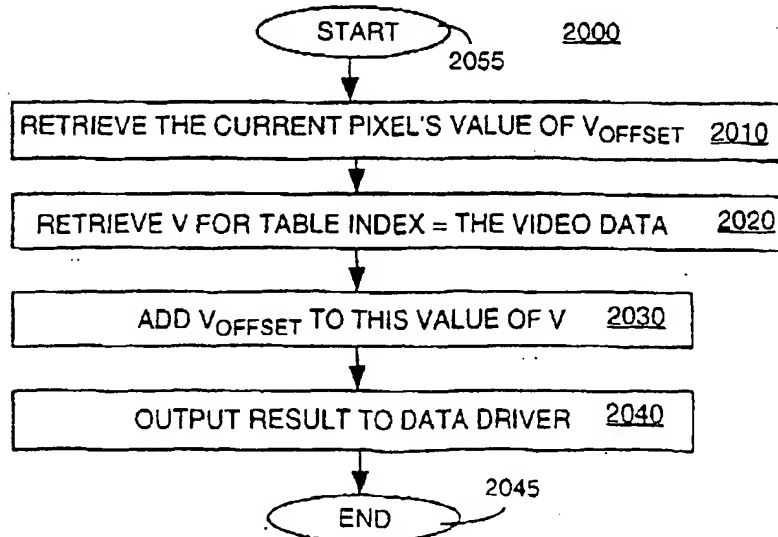 START
2000
2055
RETRIEVE THE CURRENT PIXEL'S VALUE OF VOFFSET 2010
RETRIEVE V FOR TABLE INDEX = THE VIDEO DATA 2020
ADD VOFFSET TO THIS VALUE OF V 2030
OUTPUT RESULT TO DATA DRIVER 2040
2045
END